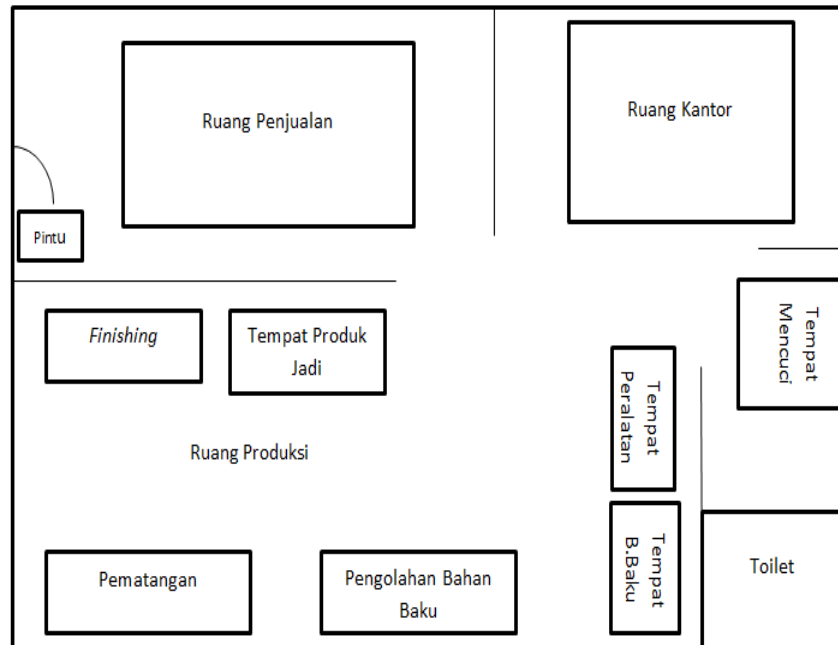 Ruang Penjualan
Ruang Kantor
Pintu
Finishing
Tempat Produk
Jadi
Tempat
Mencuci
Tempat
Peralatan
Ruang Produksi
Pematangan
Pengolahan Bahan
Baku
Tempat
B.Baku
Toilet